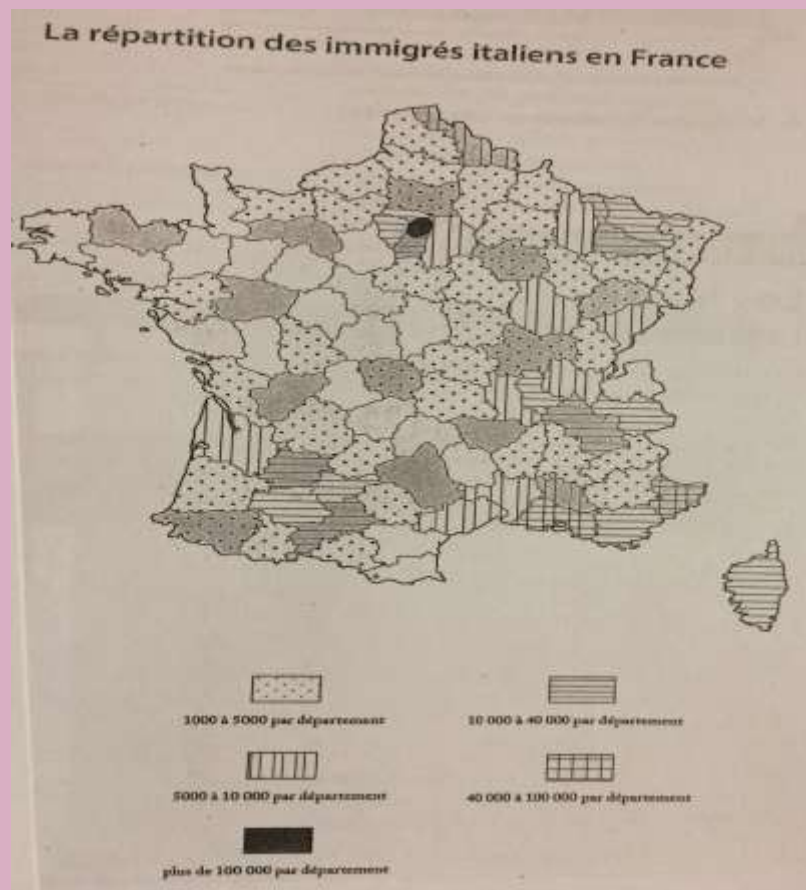 La répartition des immigrés italiens en France
1000 à 5000 par département
10 000 à 40 000 par département
5000 à 10 000 par département
40 000 à 100 000 par département
plus de 100 000 par département